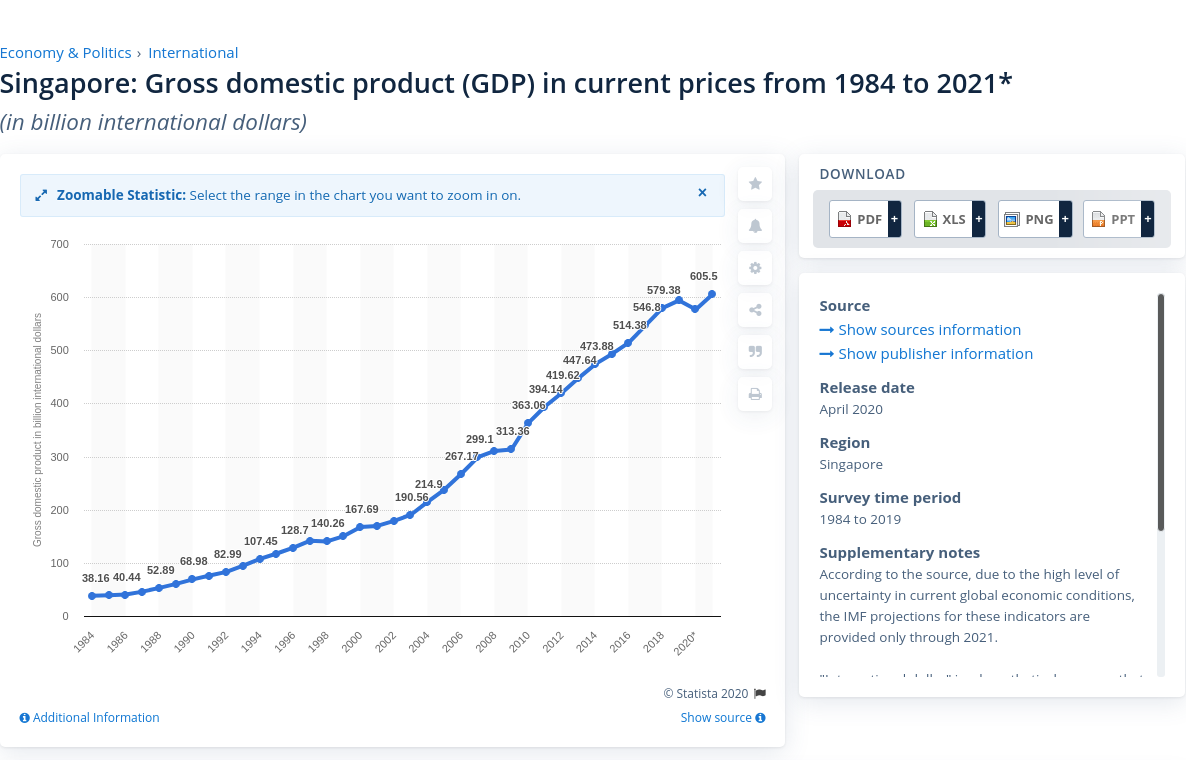 Economy & Politics › International
Singapore: Gross domestic product (GDP) in current prices from 1984 to 2021*
(in billion international dollars)
Zoomable Statistic: Select the range in the chart you want to zoom in on. ×
Gross domestic product in billion international dollars
700
600
500
400
300
200
100
0
38.16 40.44 52.89 68.98 82.99 107.45 128.7 140.26 167.69 190.56 214.9 267.17 299.1 313.36 363.06 394.14 419.62 447.64 473.88 514.38 546.8 579.38 605.5
1984 1986 1988 1990 1992 1994 1996 1998 2000 2002 2004 2006 2008 2010 2012 2014 2016 2018 2020*
© Statista 2020
Additional Information
Show source
DOWNLOAD
PDF + XLS + PNG + PPT +
Source
Show sources information
Show publisher information
Release date
April 2020
Region
Singapore
Survey time period
1984 to 2019
Supplementary notes
According to the source, due to the high level of
uncertainty in current global economic conditions,
the IMF projections for these indicators are
provided only through 2021.